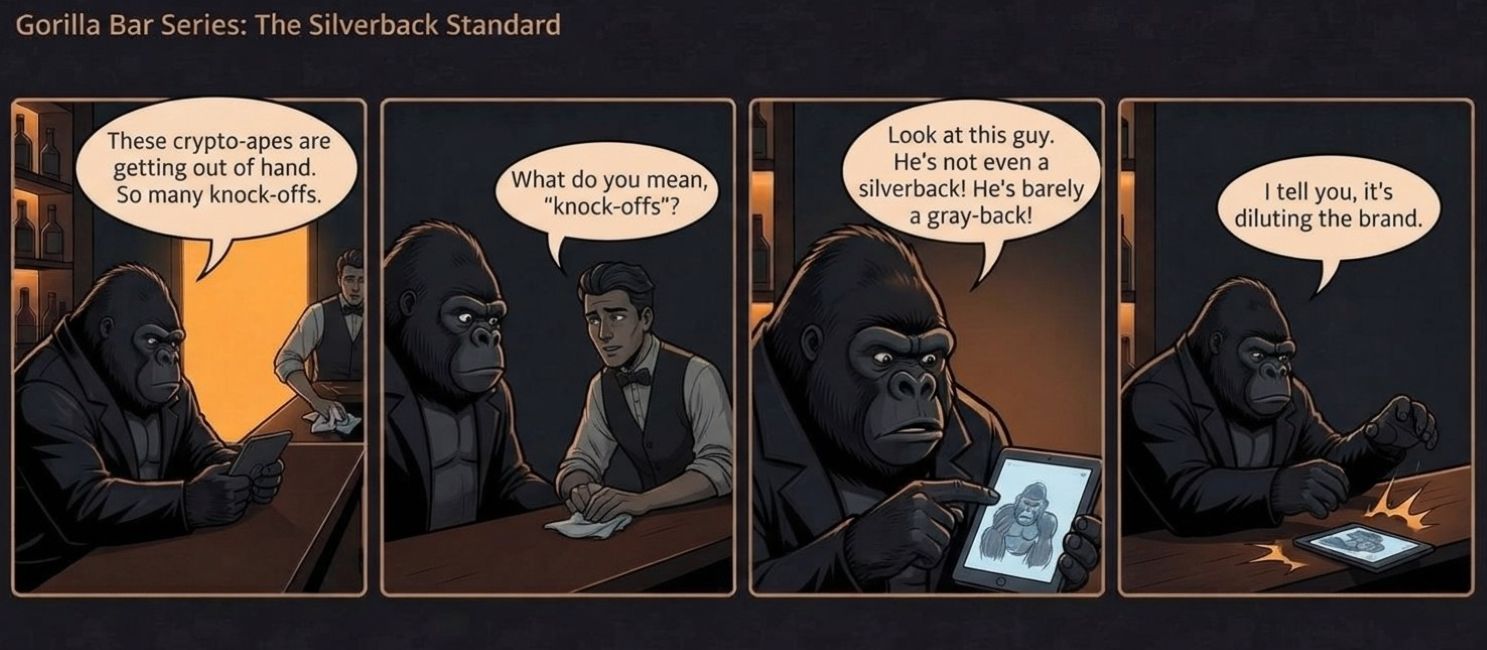 Gorilla Bar Series: The Silverback Standard
These crypto-apes are
getting out of hand.
So many knock-offs.
What do you mean,
"knock-offs"?
Look at this guy.
He's not even a
silverback! He's barely
a gray-back!
I tell you, it's
diluting the brand.